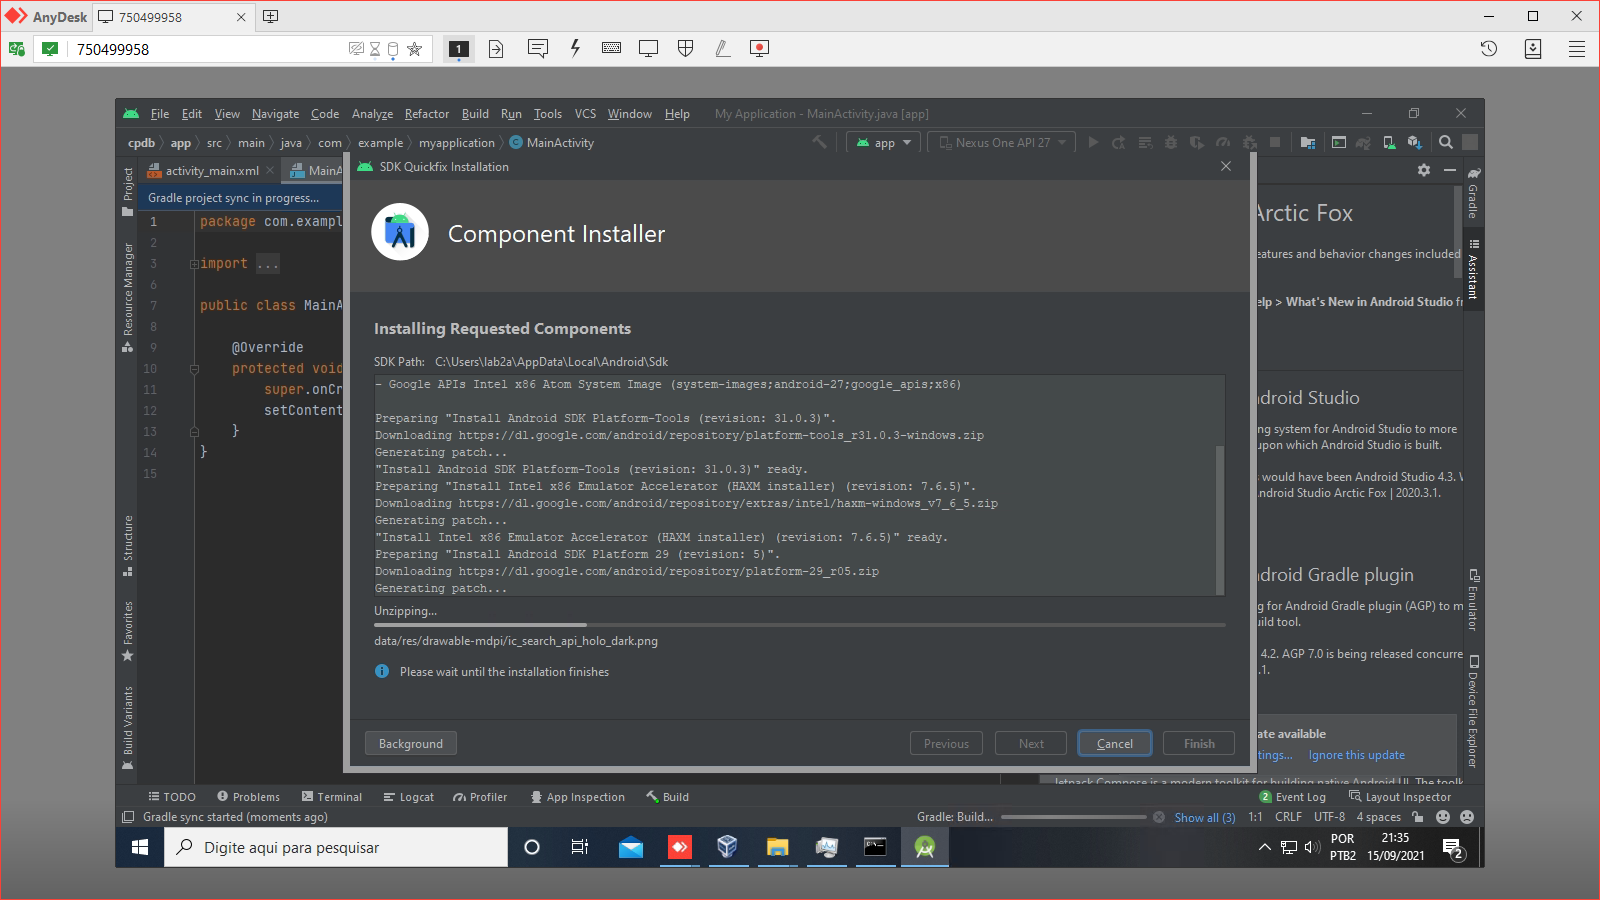 AnyDesk 750499958
750499958
1
File Edit View Navigate Code Analyze Refactor Build Run Tools VCS Window Help My Application - MainActivity.java [app]
cpdb app src main java com example myapplication MainActivity
app Nexus One API 27
activity_main.xml MainA
Gradle project sync in progress...
1 package com.exampl
2
3 import ...
6
7 public class MainA
8
9 @Override
10 protected void
11 super.onCr
12 setContent
13 }
14 }
15
Project
Resource Manager
Structure
Favorites
Build Variants
SDK Quickfix Installation
Component Installer
Installing Requested Components
SDK Path: C:\Users\lab2a\AppData\Local\Android\Sdk
- Google APIs Intel x86 Atom System Image (system-images;android-27;google_apis;x86)
Preparing "Install Android SDK Platform-Tools (revision: 31.0.3)".
Downloading https://dl.google.com/android/repository/platform-tools_r31.0.3-windows.zip
Generating patch...
"Install Android SDK Platform-Tools (revision: 31.0.3)" ready.
Preparing "Install Intel x86 Emulator Accelerator (HAXM installer) (revision: 7.6.5)".
Downloading https://dl.google.com/android/repository/extras/intel/haxm-windows_v7_6_5.zip
Generating patch...
"Install Intel x86 Emulator Accelerator (HAXM installer) (revision: 7.6.5)" ready.
Preparing "Install Android SDK Platform 29 (revision: 5)".
Downloading https://dl.google.com/android/repository/platform-29_r05.zip
Generating patch...
Unzipping...
data/res/drawable-mdpi/ic_search_api_holo_dark.png
Please wait until the installation finishes
Background Previous Next Cancel Finish
Arctic Fox
eatures and behavior changes included
elp > What's New in Android Studio fr
droid Studio
ng system for Android Studio to more
upon which Android Studio is built.
would have been Android Studio 4.3. W
ndroid Studio Arctic Fox | 2020.3.1.
droid Gradle plugin
g for Android Gradle plugin (AGP) to m
uild tool.
4.2. AGP 7.0 is being released concurre
.1.
ate available
tings... Ignore this update
Jetpack Compose is a modern toolkit for building native Android UI. The toolk
Gradle
Assistant
Emulator
Device File Explorer
TODO Problems Terminal Logcat Profiler App Inspection Build 2 Event Log Layout Inspector
Gradle sync started (moments ago) Gradle: Build... Show all (3) 1:1 CRLF UTF-8 4 spaces
Digite aqui para pesquisar
POR
PTB2
21:35
15/09/2021
2